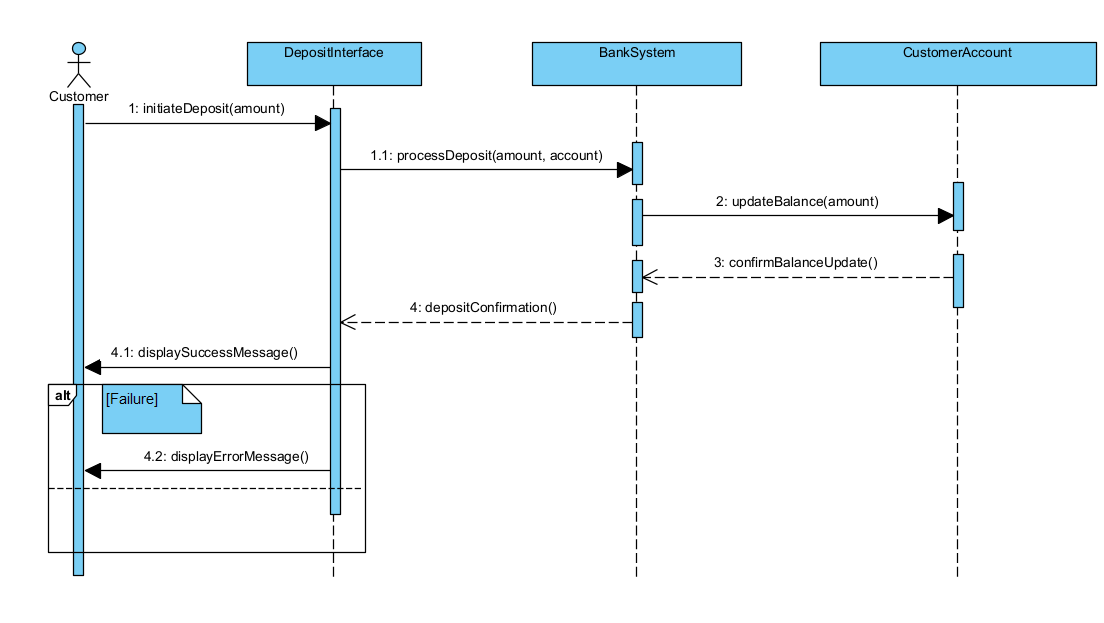 DepositInterface
BankSystem
CustomerAccount
Customer
1: initiateDeposit(amount)
1.1: processDeposit(amount, account)
2: updateBalance(amount)
3: confirmBalanceUpdate()
4: depositConfirmation()
4.1: displaySuccessMessage()
alt
[Failure]
4.2: displayErrorMessage()